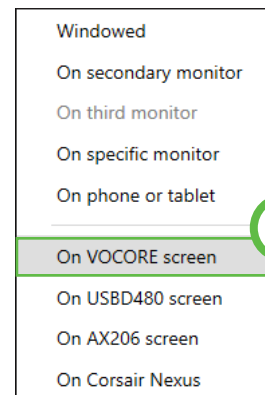 Windowed
On secondary monitor
On third monitor
On specific monitor
On phone or tablet
On VOCORE screen
On USBD480 screen
On AX206 screen
On Corsair Nexus